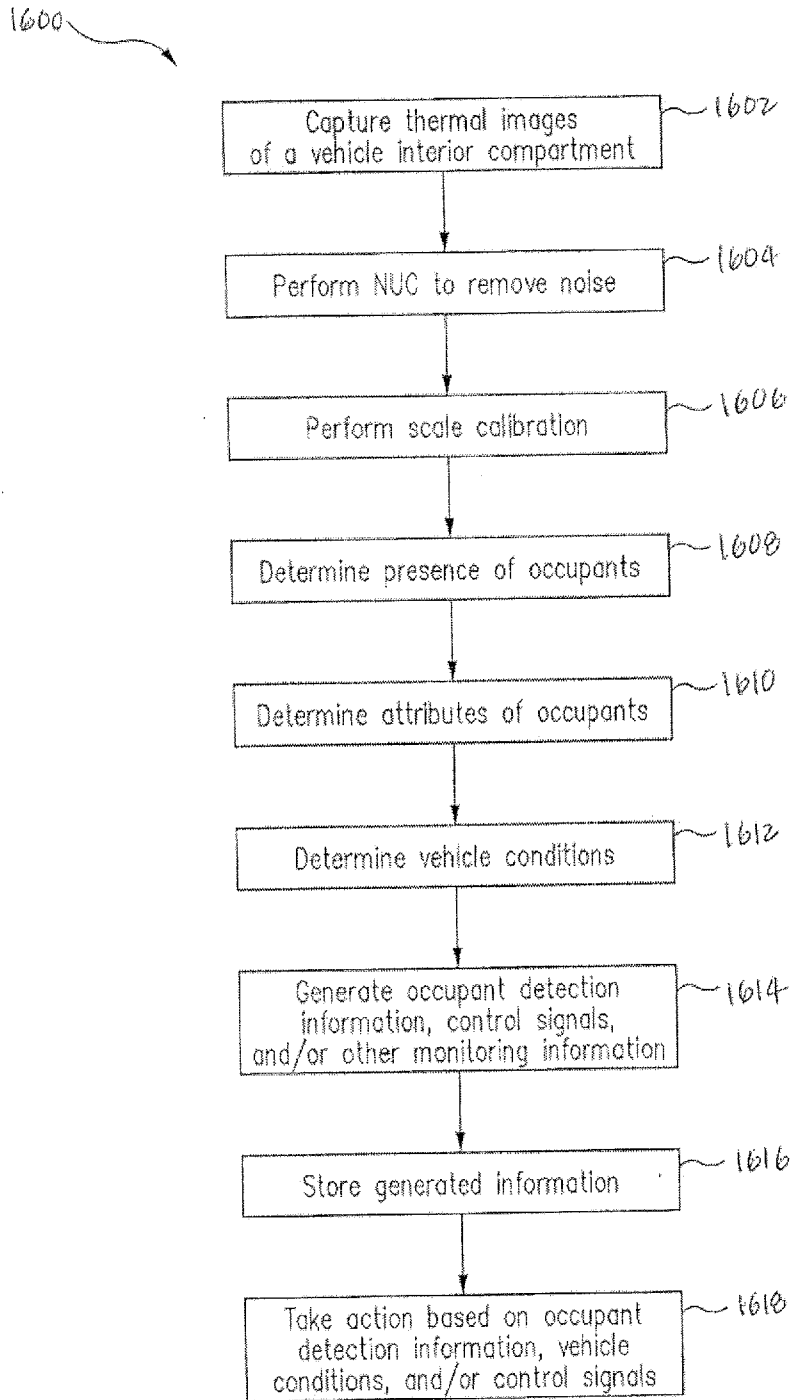 1600
Capture thermal images
of a vehicle interior compartment
1602
Perform NUC to remove noise
1604
Perform scale calibration
1606
Determine presence of occupants
1608
Determine attributes of occupants
1610
Determine vehicle conditions
1612
Generate occupant detection
information, control signals,
and/or other monitoring information
1614
Store generated information
1616
Take action based on occupant
detection information, vehicle
conditions, and/or control signals
1618